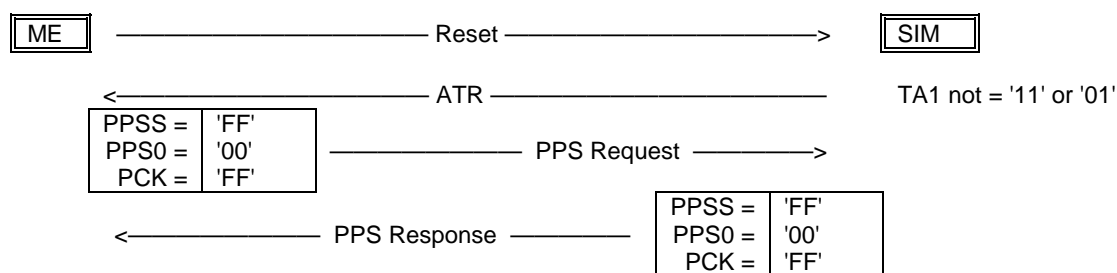 ME Reset SIM
ATR TA1 not = '11' or '01'
PPSS = 'FF'
PPS0 = '00' PPS Request
PCK = 'FF'
PPSS = 'FF'
PPS Response PPS0 = '00'
PCK = 'FF'